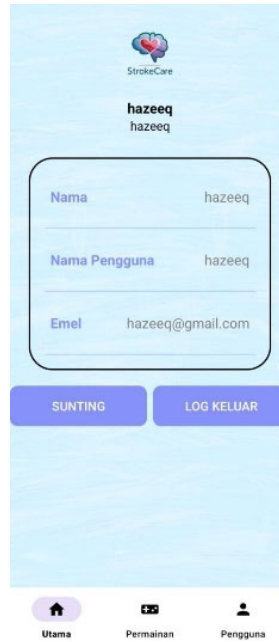 StrokeCare
hazeeq
hazeeq
Nama hazeeq
Nama Pengguna hazeeq
Emel hazeeq@gmail.com
SUNTING LOG KELUAR
Utama Permainan Pengguna